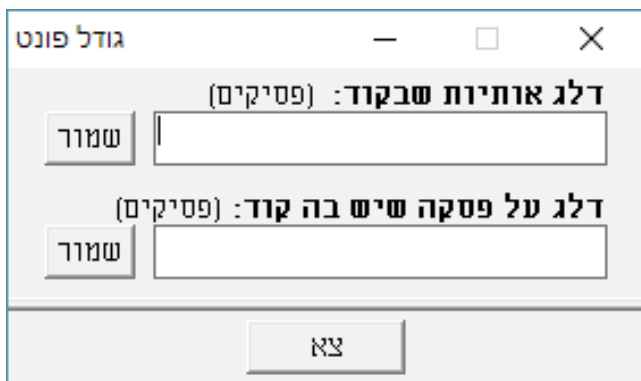 גודל פונט
דלג אותיות שבקוד: (פסיקים)
שמור
דלג על פסקה שיש בה קוד: (פסיקים)
שמור
צא